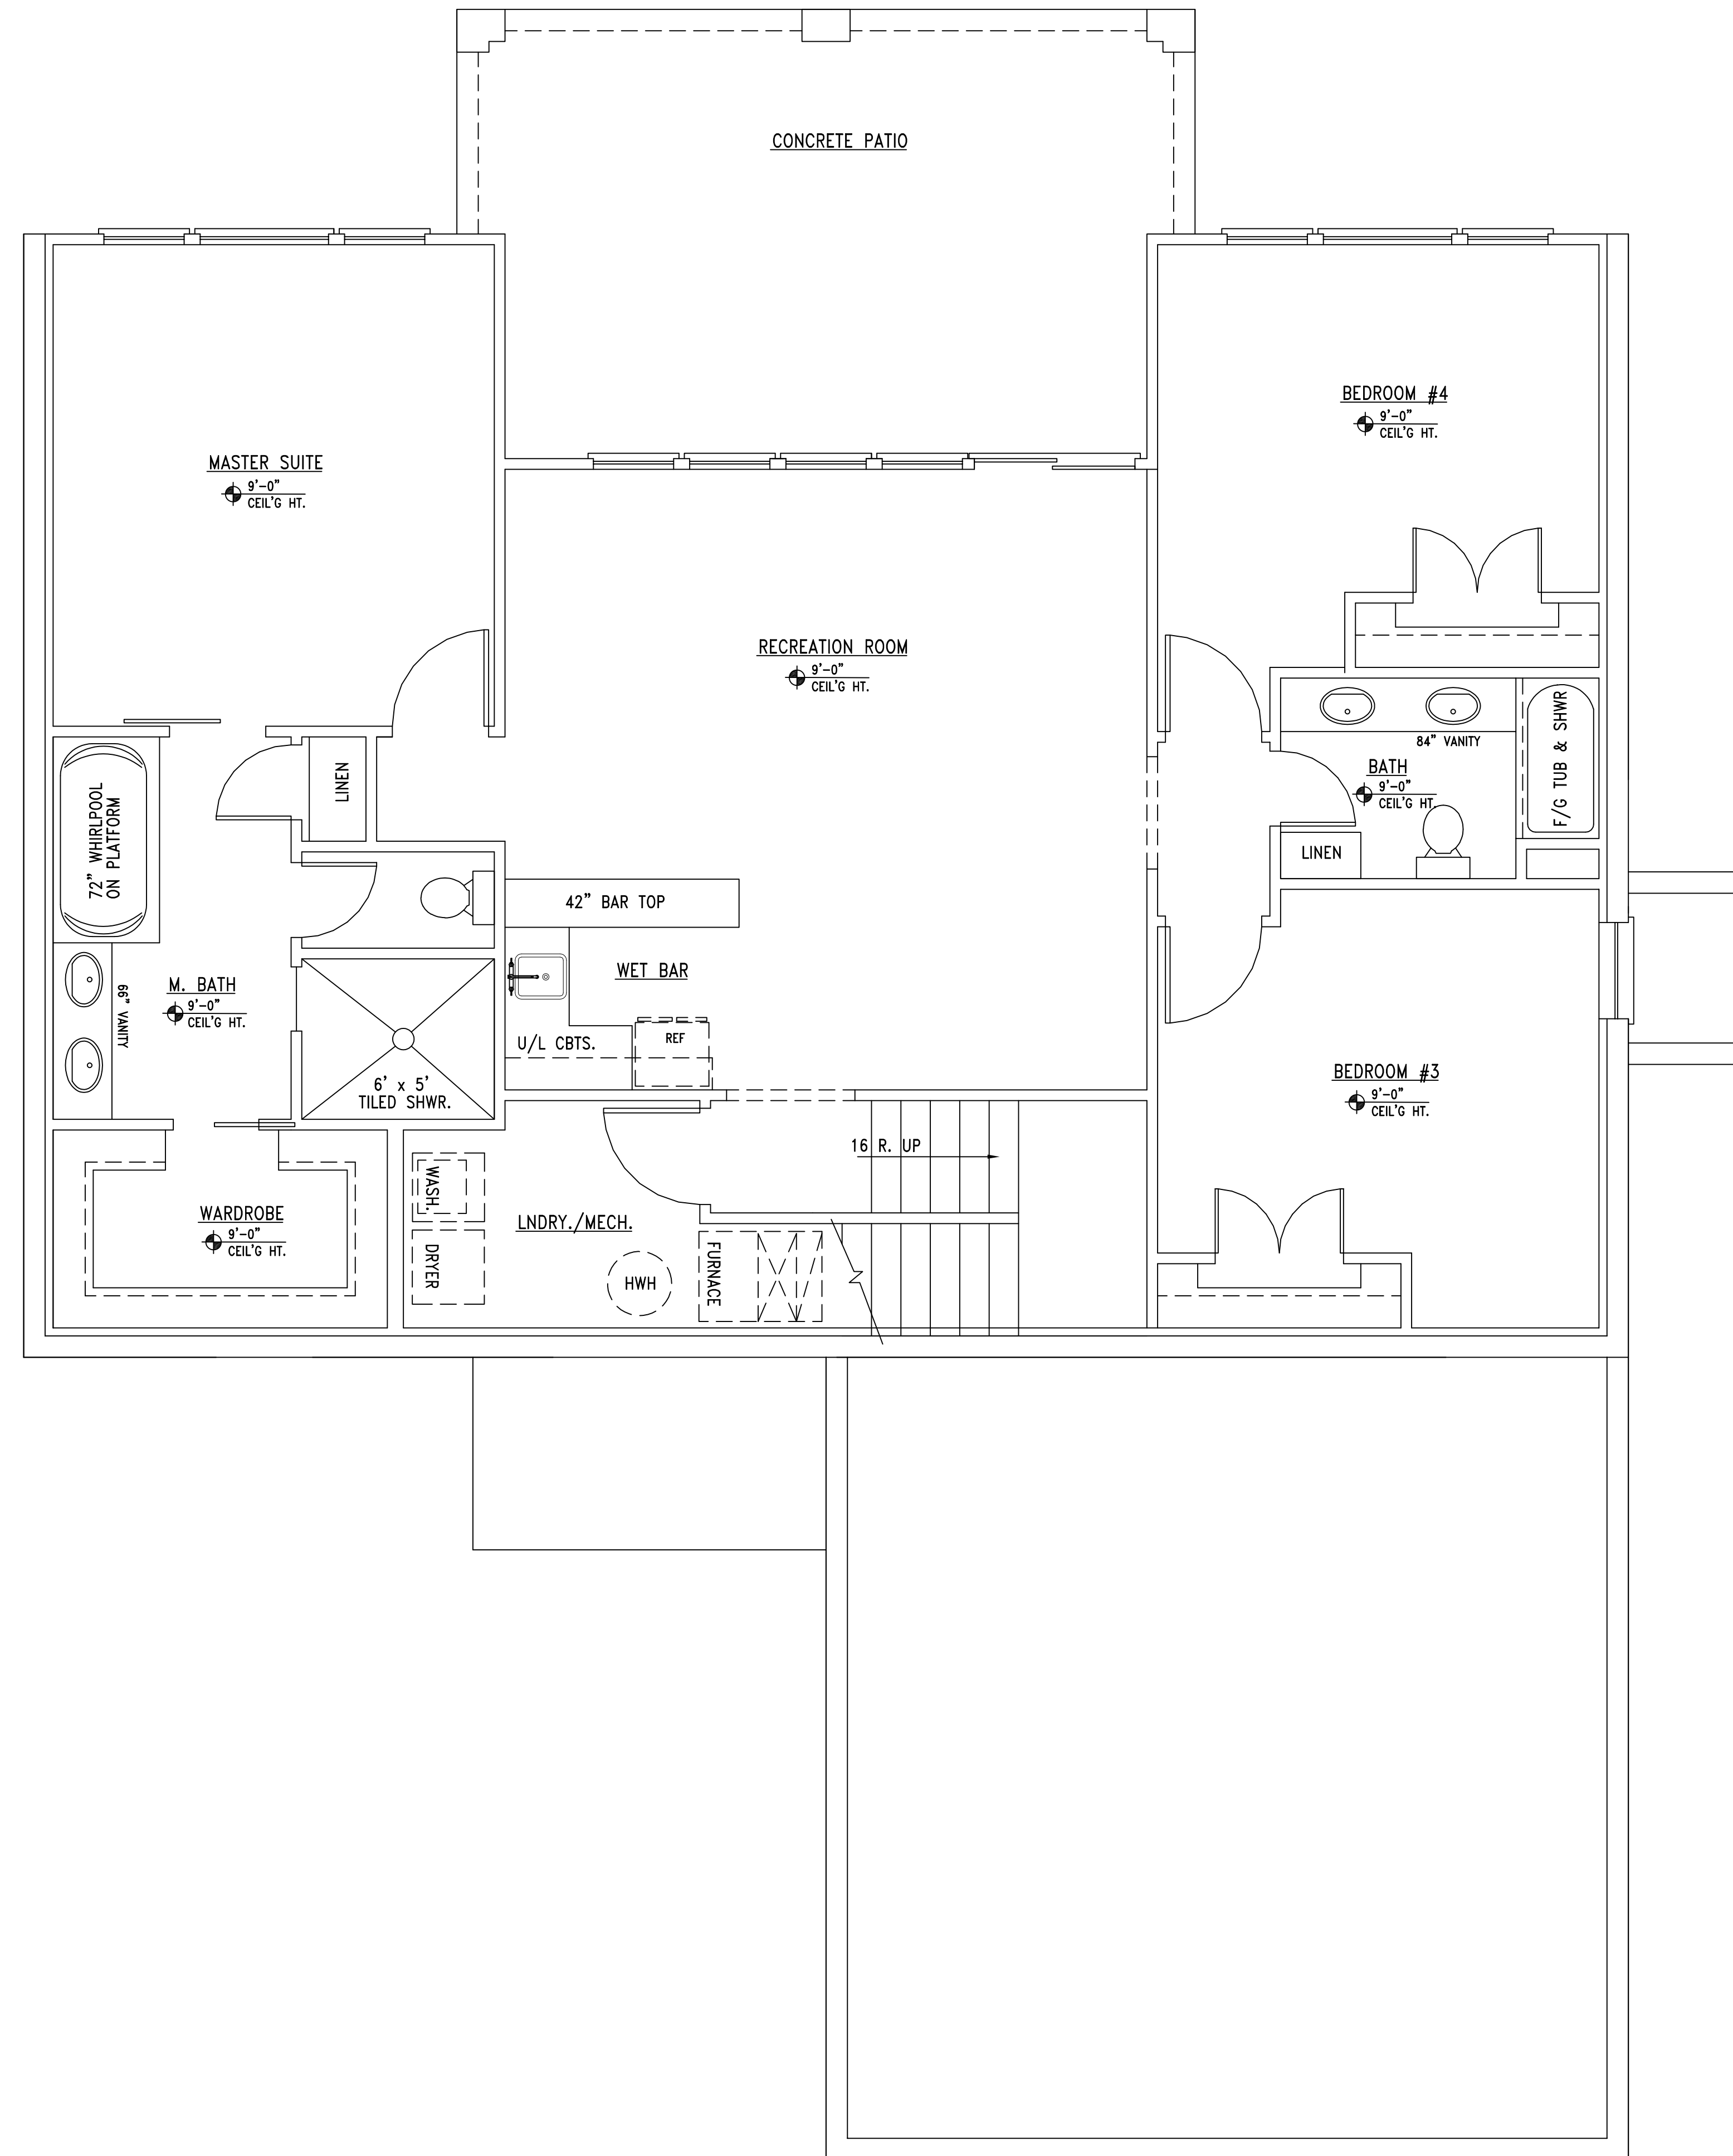 CONCRETE PATIO
BEDROOM #4
9'-0"
CEIL'G HT.
MASTER SUITE
9'-0"
CEIL'G HT.
RECREATION ROOM
9'-0"
CEIL'G HT.
LINEN
72" WHIRLPOOL
ON PLATFORM
84" VANITY
F/G TUB & SHWR
BATH
9'-0"
CEIL'G HT.
LINEN
42" BAR TOP
WET BAR
M. BATH
9'-0"
CEIL'G HT.
66" VANITY
U/L CBTS.
REF
6' x 5'
TILED SHWR.
BEDROOM #3
9'-0"
CEIL'G HT.
16 R. UP
WASH.
DRYER
LNDRY./MECH.
WARDROBE
9'-0"
CEIL'G HT.
HWH
FURNACE